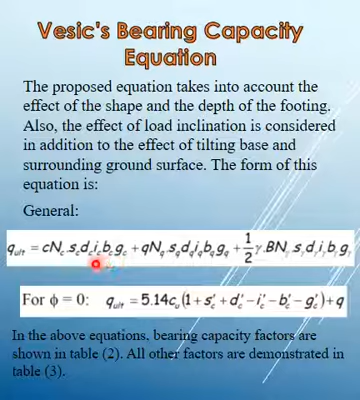 Vesic's Bearing Capacity
Equation
The proposed equation takes into account the
effect of the shape and the depth of the footing.
Also, the effect of load inclination is considered
in addition to the effect of tilting base and
surrounding ground surface. The form of this
equation is:
General:
q_ult = cN_c s_c d_c i_c b_c g_c + qN_q s_q d_q i_q b_q g_q + 1/2 γ.BN_γ s_γ d_γ i_γ b_γ g_γ
For ϕ = 0: q_ult = 5.14c_u(1 + s'_c + d'_c − i'_c − b'_c − g'_c) + q
In the above equations, bearing capacity factors are
shown in table (2). All other factors are demonstrated in
table (3).